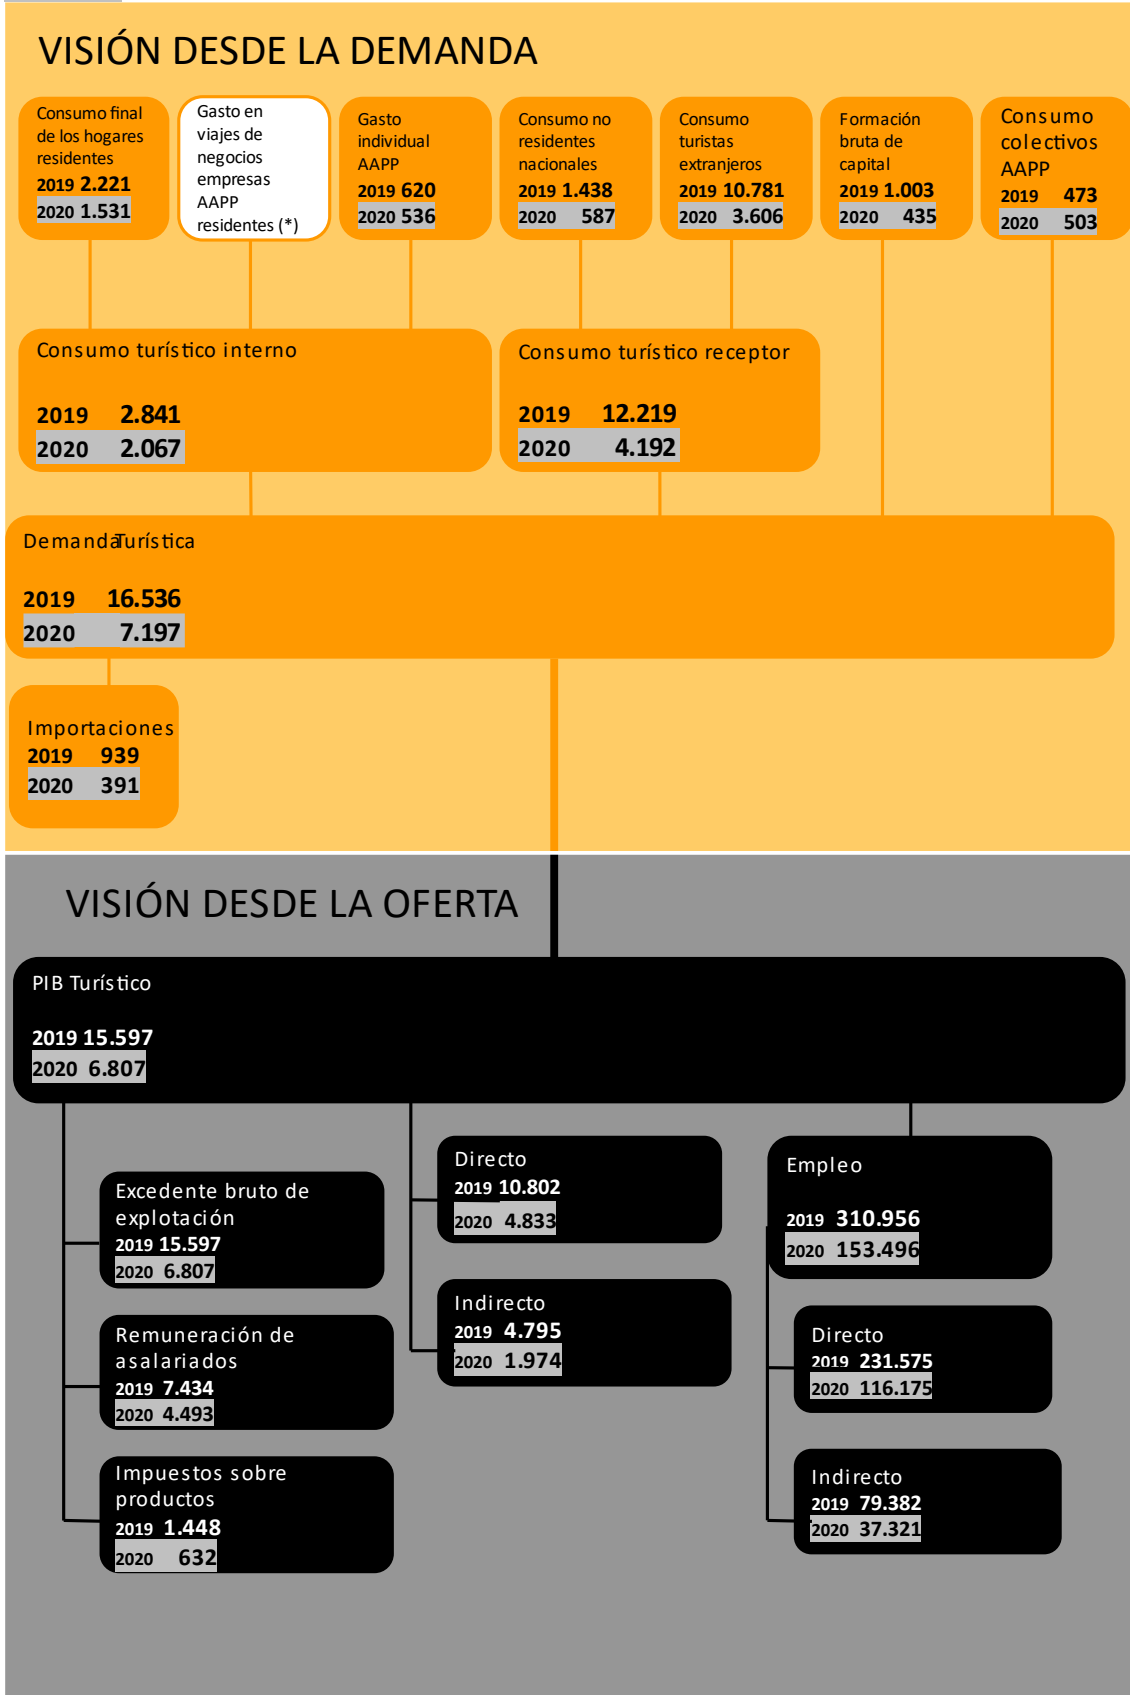 VISIÓN DESDE LA DEMANDA
Consumo final
de los hogares
residentes
2019 2.221
2020 1.531
Gasto en
viajes de
negocios
empresas
AAPP
residentes (*)
Gasto
individual
AAPP
2019 620
2020 536
Consumo no
residentes
nacionales
2019 1.438
2020 587
Consumo
turistas
extranjeros
2019 10.781
2020 3.606
Formación
bruta de
capital
2019 1.003
2020 435
Consumo
colectivos
AAPP
2019 473
2020 503
Consumo turístico interno
2019 2.841
2020 2.067
Consumo turístico receptor
2019 12.219
2020 4.192
Demanda Turística
2019 16.536
2020 7.197
Importaciones
2019 939
2020 391
VISIÓN DESDE LA OFERTA
PIB Turístico
2019 15.597
2020 6.807
Excedente bruto de
explotación
2019 15.597
2020 6.807
Remuneración de
asalariados
2019 7.434
2020 4.493
Impuestos sobre
productos
2019 1.448
2020 632
Directo
2019 10.802
2020 4.833
Indirecto
2019 4.795
2020 1.974
Empleo
2019 310.956
2020 153.496
Directo
2019 231.575
2020 116.175
Indirecto
2019 79.382
2020 37.321